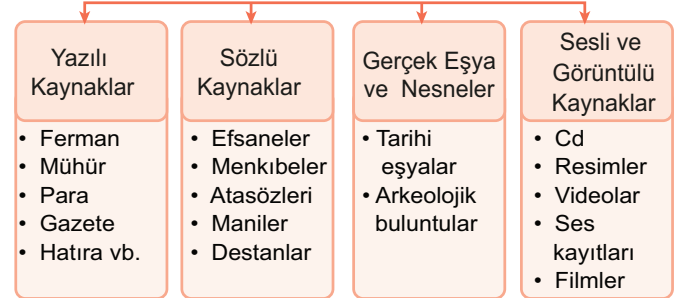 Yazılı
Kaynaklar
• Ferman
• Mühür
• Para
• Gazete
• Hatıra vb.
Sözlü
Kaynaklar
• Efsaneler
• Menkıbeler
• Atasözleri
• Maniler
• Destanlar
Gerçek Eşya
ve Nesneler
• Tarihi
eşyalar
• Arkeolojik
buluntular
Sesli ve
Görüntülü
Kaynaklar
• Cd
• Resimler
• Videolar
• Ses
kayıtları
• Filmler